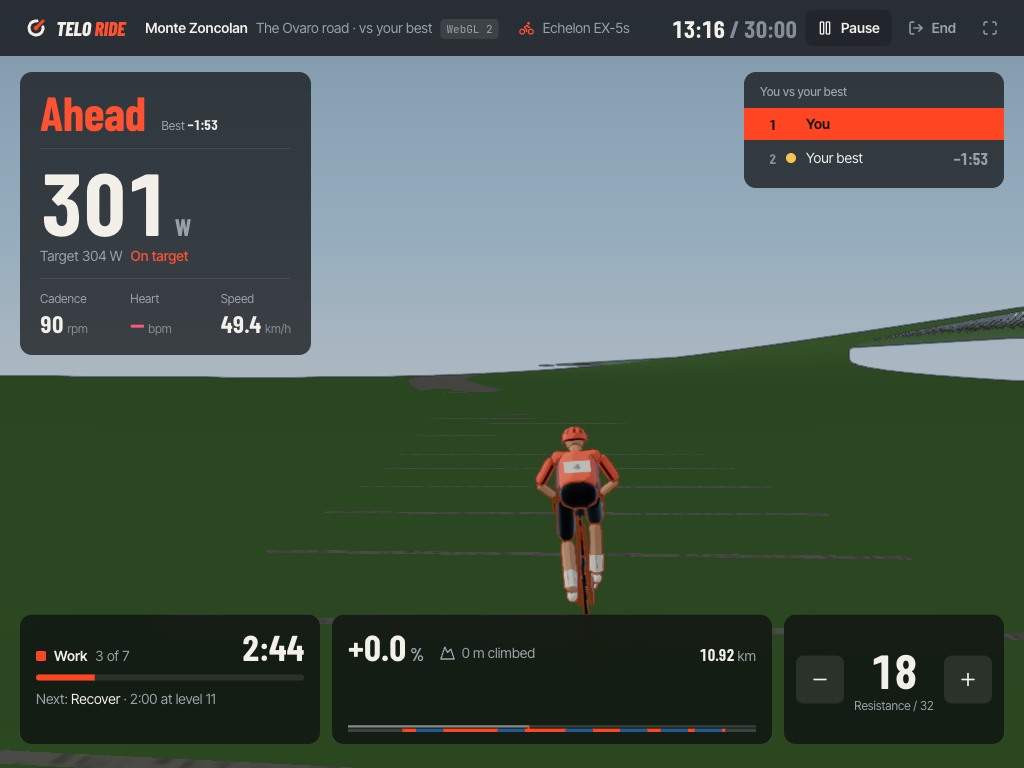 TELO RIDE
Monte Zoncolan The Ovaro road · vs your best WebGL 2
Echelon EX-5s
13:16 / 30:00
Pause
End
Ahead Best −1:53
301 W
Target 304 W On target
Cadence Heart Speed
90 rpm – bpm 49.4 km/h
You vs your best
1 You
2 Your best −1:53
4
Work 3 of 7 2:44
Next: Recover · 2:00 at level 11
+0.0 % 0 m climbed 10.92 km
− 18 +
Resistance / 32